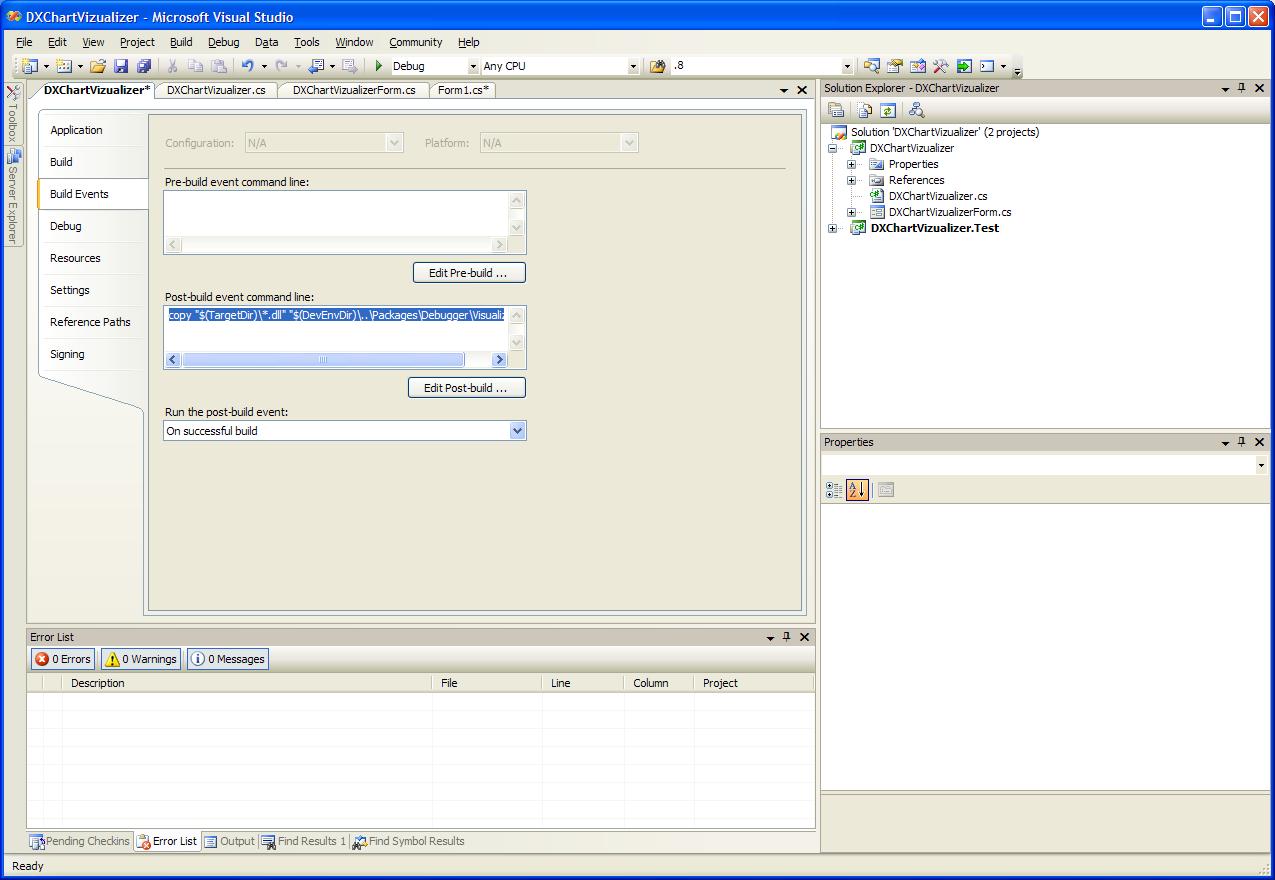 DXChartVizualizer - Microsoft Visual Studio
File Edit View Project Build Debug Data Tools Window Community Help
Debug Any CPU .8
DXChartVizualizer* DXChartVizualizer.cs DXChartVizualizerForm.cs Form1.cs*
Toolbox
Server Explorer
Application
Build
Build Events
Debug
Resources
Settings
Reference Paths
Signing
Configuration: N/A Platform: N/A
Pre-build event command line:
Edit Pre-build ...
Post-build event command line:
copy "$(TargetDir)\*.dll" "$(DevEnvDir)\..\Packages\Debugger\Visualiz
Edit Post-build ...
Run the post-build event:
On successful build
Solution Explorer - DXChartVizualizer
Solution 'DXChartVizualizer' (2 projects)
DXChartVizualizer
Properties
References
DXChartVizualizer.cs
DXChartVizualizerForm.cs
DXChartVizualizer.Test
Properties
Error List
0 Errors 0 Warnings 0 Messages
Description File Line Column Project
Pending Checkins Error List Output Find Results 1 Find Symbol Results
Ready